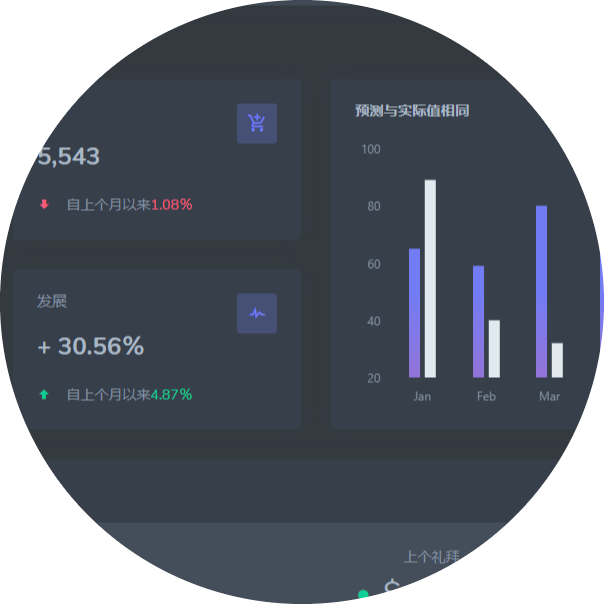 5,543
自上个月以来1.08%
发展
+ 30.56%
自上个月以来4.87%
预测与实际值相同
100
80
60
40
20
Jan Feb Mar
上个礼拜
$